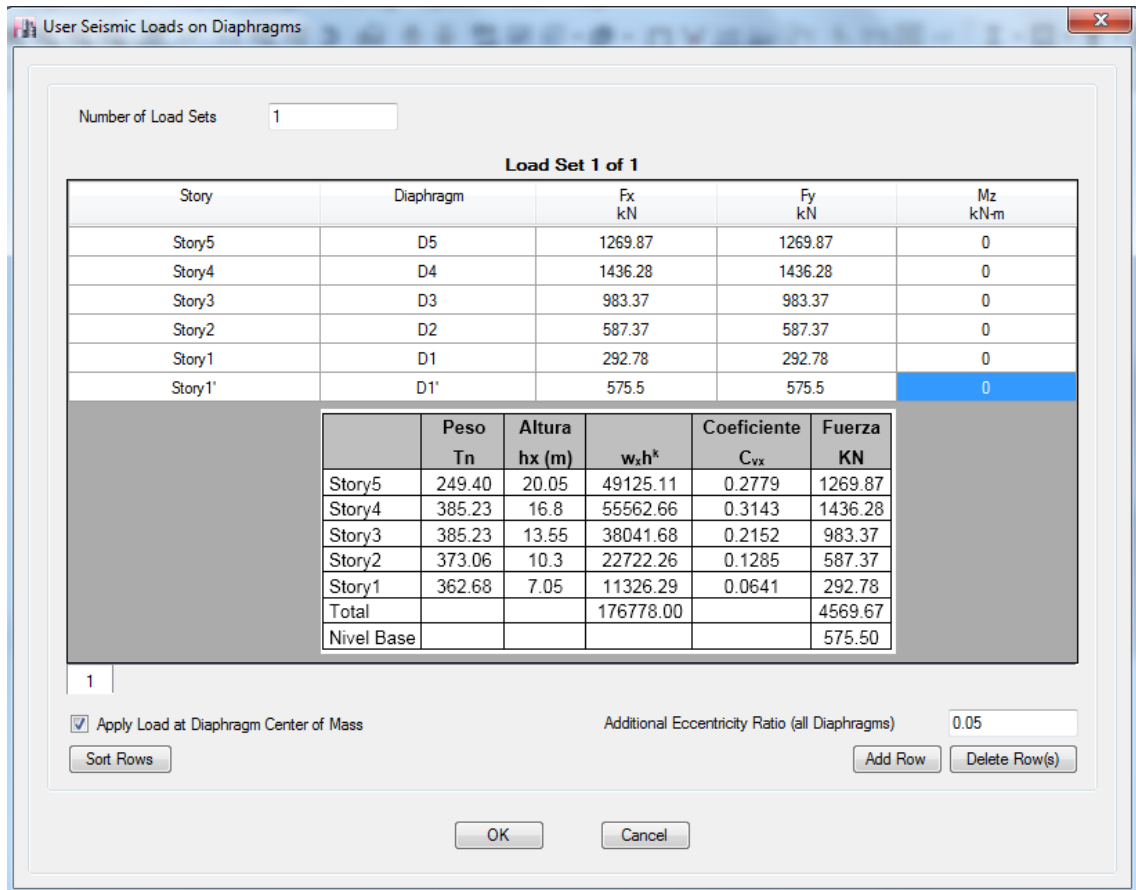 User Seismic Loads on Diaphragms
Number of Load Sets 1
Load Set 1 of 1
Story Diaphragm Fx kN Fy kN Mz kN-m
Story5 D5 1269.87 1269.87 0
Story4 D4 1436.28 1436.28 0
Story3 D3 983.37 983.37 0
Story2 D2 587.37 587.37 0
Story1 D1 292.78 292.78 0
Story1' D1' 575.5 575.5 0
Peso Altura Coeficiente Fuerza
Tn hx (m) wₓhᵏ Cᵥₓ KN
Story5 249.40 20.05 49125.11 0.2779 1269.87
Story4 385.23 16.8 55562.66 0.3143 1436.28
Story3 385.23 13.55 38041.68 0.2152 983.37
Story2 373.06 10.3 22722.26 0.1285 587.37
Story1 362.68 7.05 11326.29 0.0641 292.78
Total 176778.00 4569.67
Nivel Base 575.50
1
Apply Load at Diaphragm Center of Mass Additional Eccentricity Ratio (all Diaphragms) 0.05
Sort Rows Add Row Delete Row(s)
OK Cancel